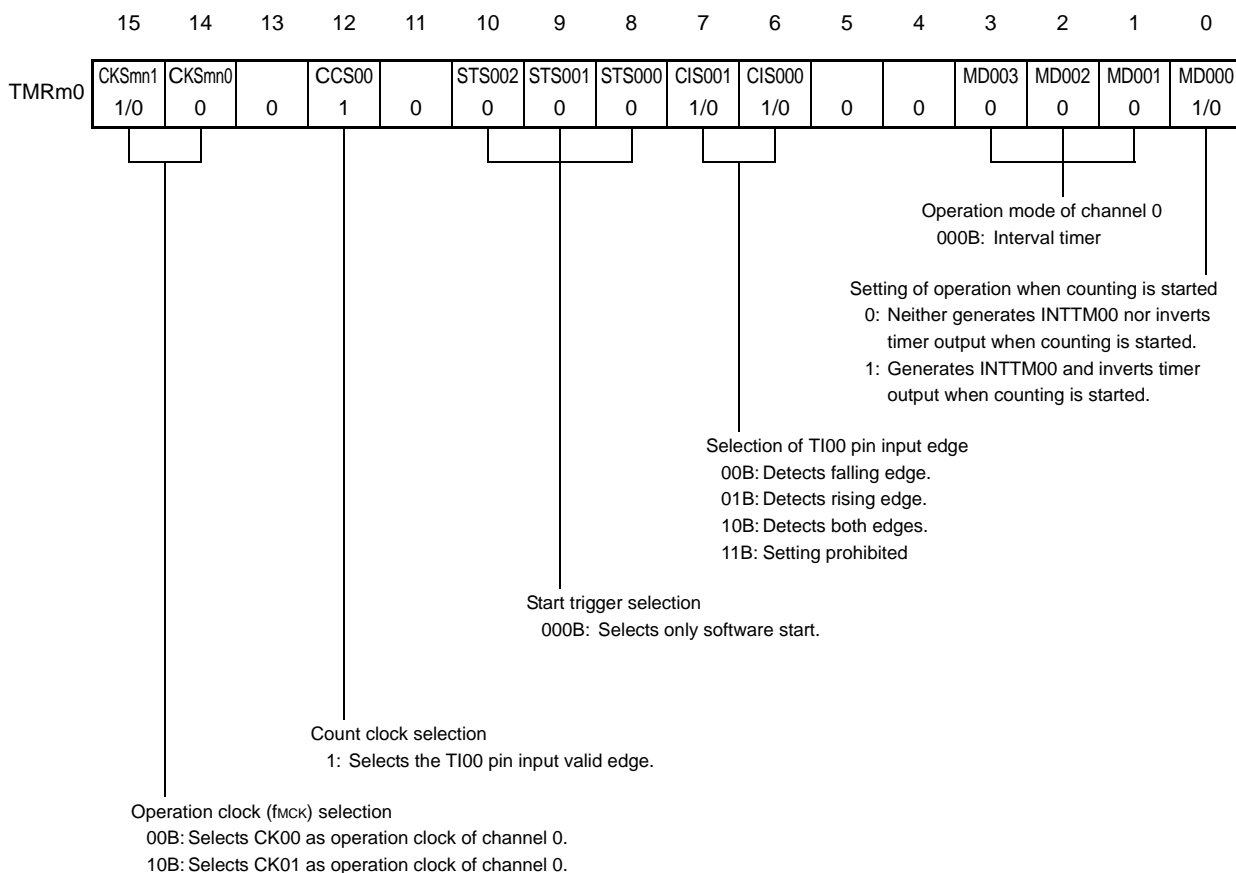 15 14 13 12 11 10 9 8 7 6 5 4 3 2 1 0
CKSmn1 CKSmn0 CCS00 STS002 STS001 STS000 CIS001 CIS000 MD003 MD002 MD001 MD000
TMRm0
1/0 0 0 1 0 0 0 0 1/0 1/0 0 0 0 0 0 1/0
Operation mode of channel 0
000B: Interval timer
Setting of operation when counting is started
0: Neither generates INTTM00 nor inverts
timer output when counting is started.
1: Generates INTTM00 and inverts timer
output when counting is started.
Selection of TI00 pin input edge
00B: Detects falling edge.
01B: Detects rising edge.
10B: Detects both edges.
11B: Setting prohibited
Start trigger selection
000B: Selects only software start.
Count clock selection
1: Selects the TI00 pin input valid edge.
Operation clock (fMCK) selection
00B: Selects CK00 as operation clock of channel 0.
10B: Selects CK01 as operation clock of channel 0.